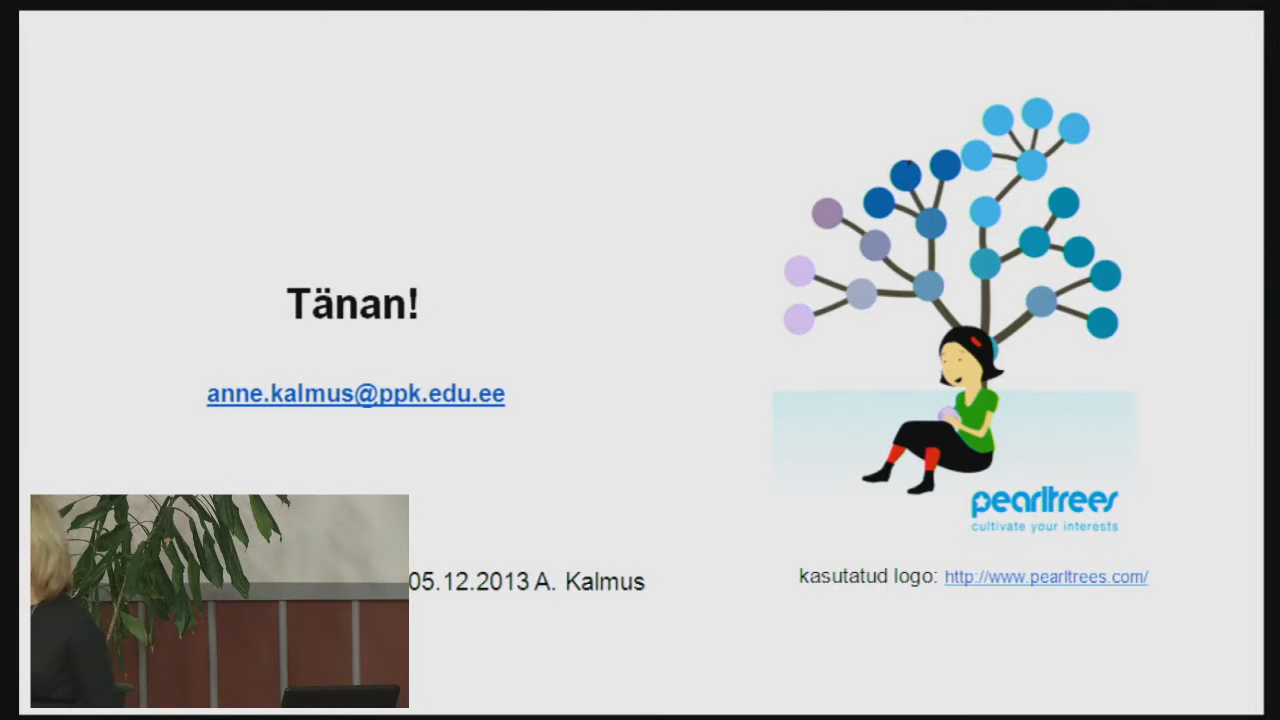 Tänan!
anne.kalmus@ppk.edu.ee
05.12.2013 A. Kalmus
pearltrees
cultivate your interests
kasutatud logo: http://www.pearltrees.com/